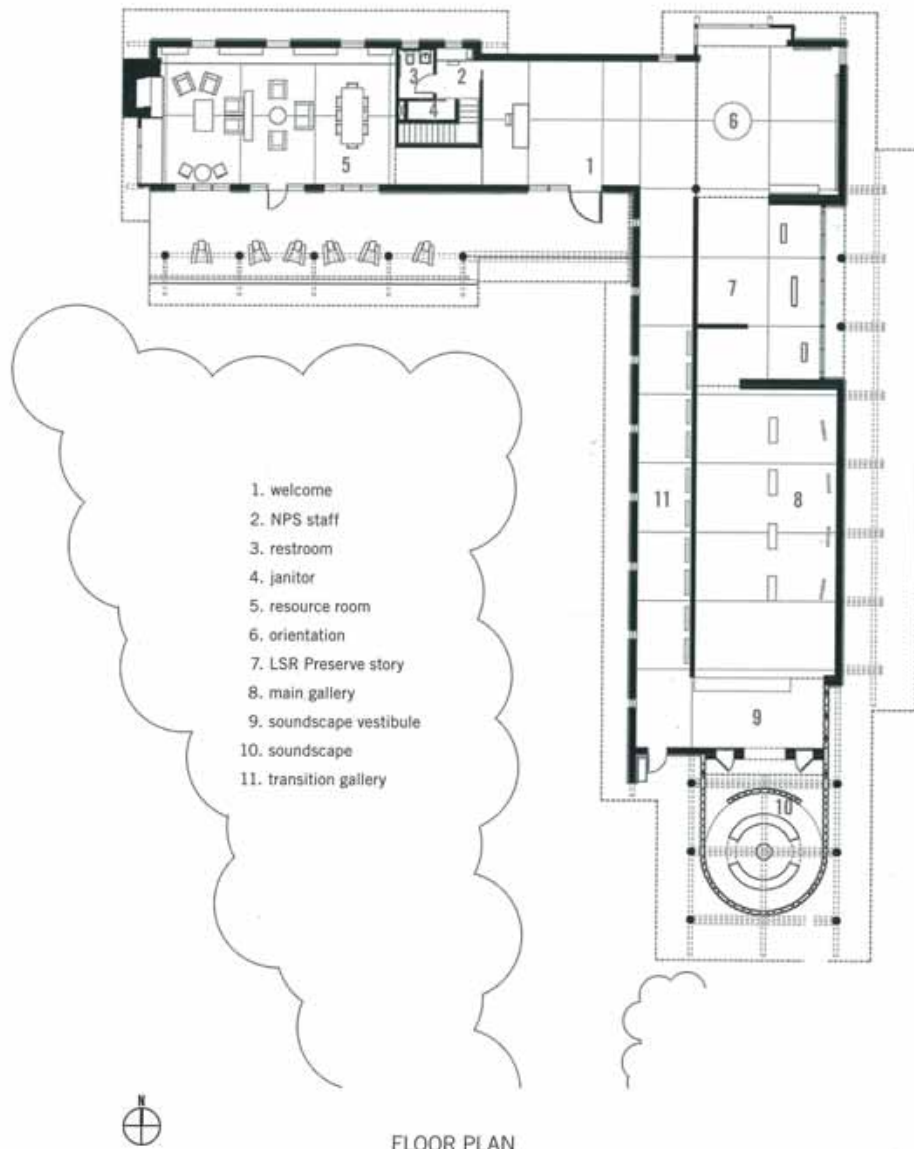 3
2
4
6
5
1
7
11
8
1. welcome
2. NPS staff
3. restroom
4. janitor
5. resource room
6. orientation
7. LSR Preserve story
8. main gallery
9. soundscape vestibule
10. soundscape
11. transition gallery
9
10
N
FLOOR PLAN